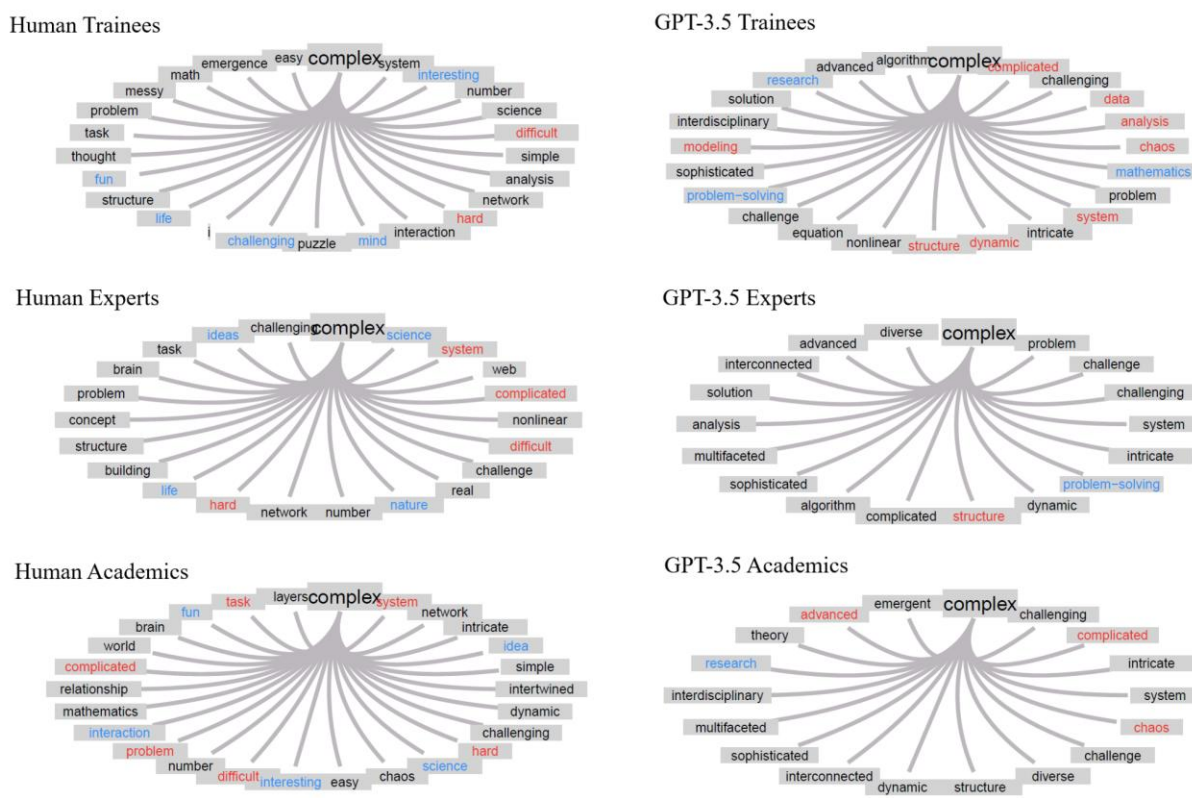 Human Trainees
complex
system
interesting
number
science
difficult
simple
analysis
network
hard
interaction
mind
puzzle
challenging
i
life
structure
fun
thought
task
problem
messy
math
emergence
easy
GPT-3.5 Trainees
complex
complicated
challenging
data
analysis
chaos
mathematics
problem
system
intricate
dynamic
structure
nonlinear
equation
challenge
problem−solving
sophisticated
modeling
interdisciplinary
solution
research
advanced
algorithm
Human Experts
complex
science
system
web
complicated
nonlinear
difficult
challenge
real
nature
number
network
hard
life
building
structure
concept
problem
brain
task
ideas
challenging
GPT-3.5 Experts
complex
problem
challenge
challenging
system
intricate
problem−solving
dynamic
structure
complicated
algorithm
sophisticated
multifaceted
analysis
solution
interconnected
advanced
diverse
Human Academics
complex
system
network
intricate
idea
simple
intertwined
dynamic
challenging
hard
science
chaos
easy
interesting
difficult
number
problem
interaction
mathematics
relationship
complicated
world
brain
fun
task
layers
GPT-3.5 Academics
complex
challenging
complicated
intricate
system
chaos
challenge
diverse
structure
dynamic
interconnected
sophisticated
multifaceted
interdisciplinary
research
theory
advanced
emergent